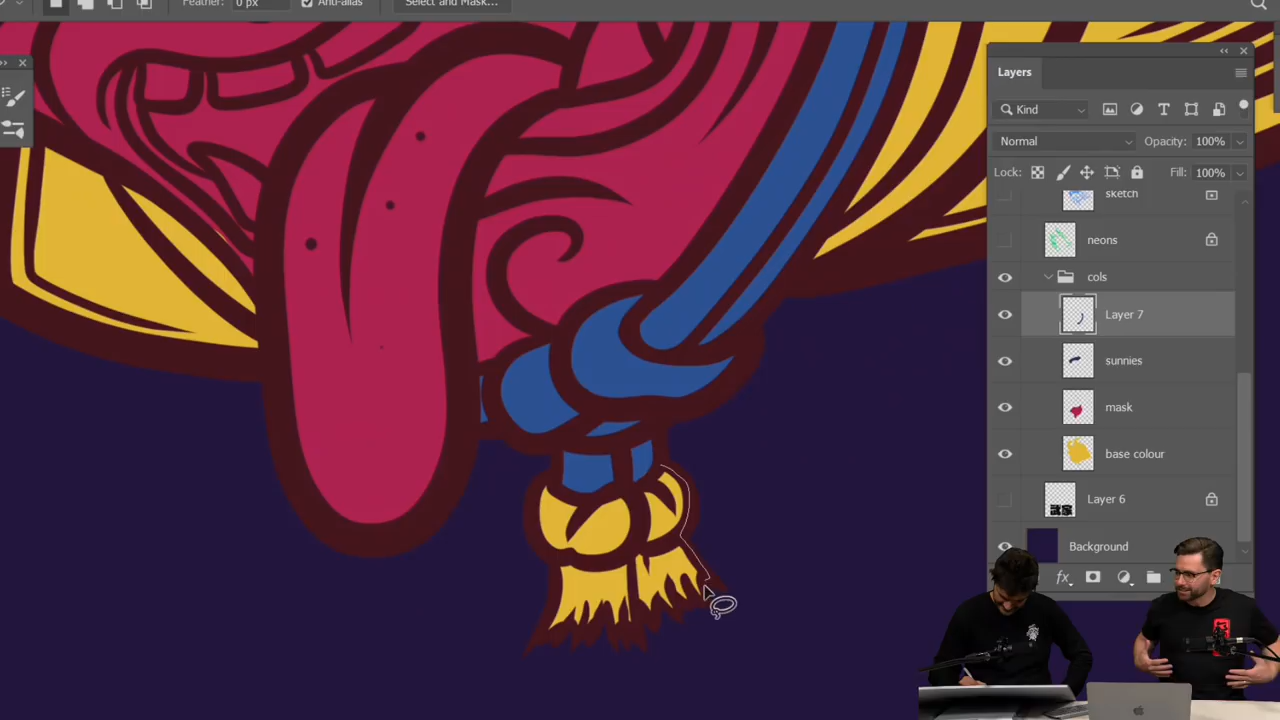 Feather: 0 px Anti-alias Select and Mask...
Layers
Kind
Normal Opacity: 100%
Lock: Fill: 100%
sketch
neons
cols
Layer 7
sunnies
mask
base colour
Layer 6
Background
fx